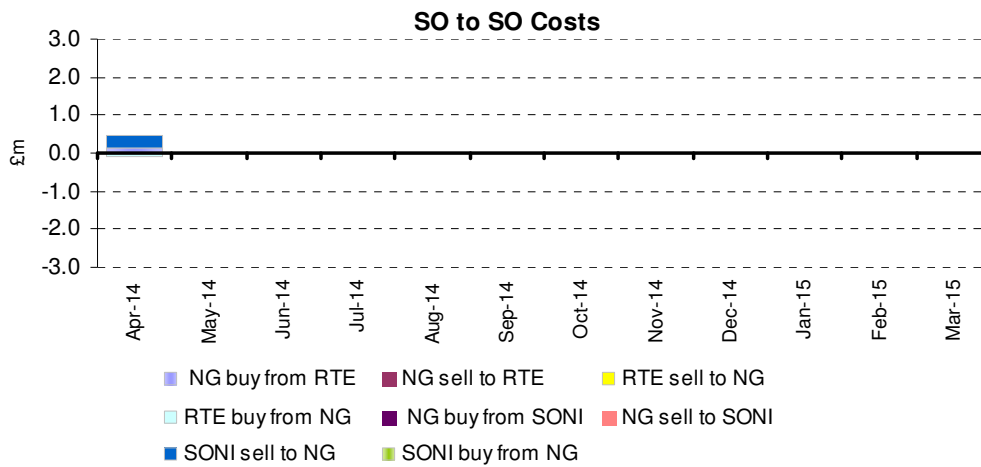 SO to SO Costs
3.0
2.0
1.0
0.0
-1.0
-2.0
-3.0
£m
Apr-14
May-14
Jun-14
Jul-14
Aug-14
Sep-14
Oct-14
Nov-14
Dec-14
Jan-15
Feb-15
Mar-15
NG buy from RTE NG sell to RTE RTE sell to NG
RTE buy from NG NG buy from SONI NG sell to SONI
SONI sell to NG SONI buy from NG